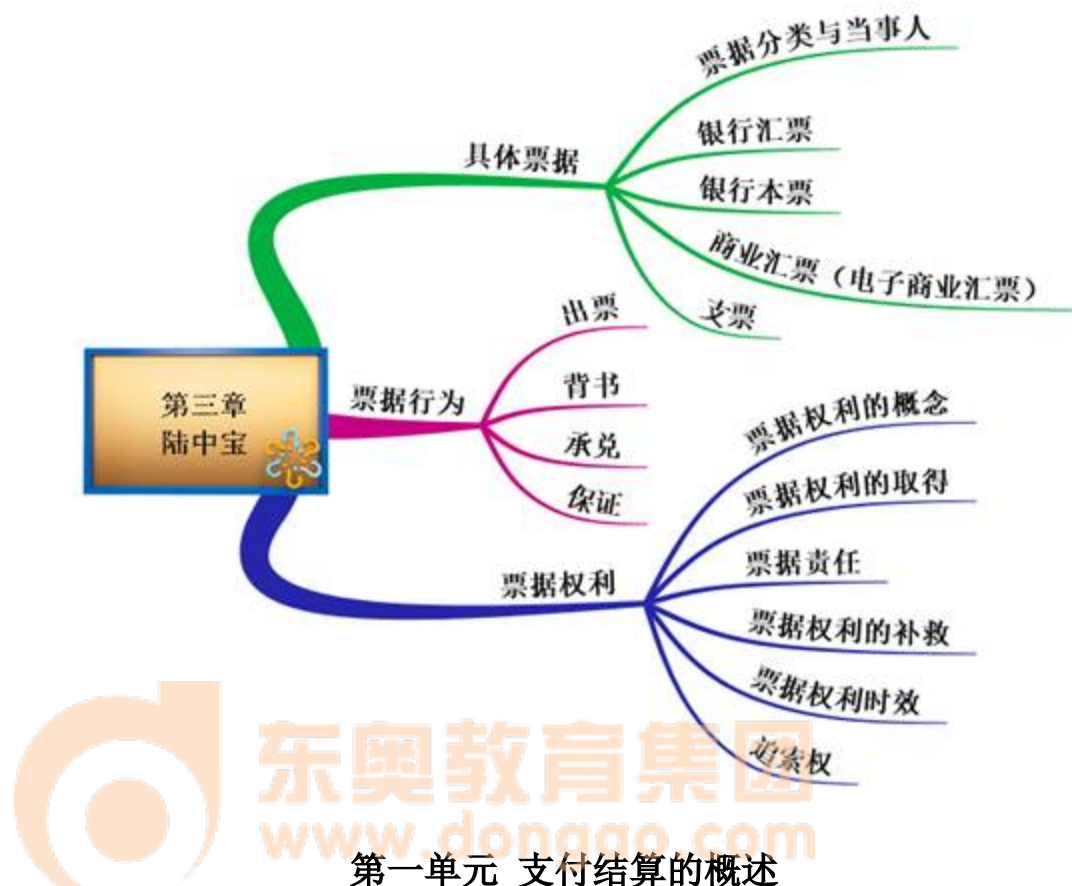 票据分类与当事人
银行汇票
具体票据
银行本票
商业汇票（电子商业汇票）
支票
出票
票据行为
背书
承兑
保证
第三章
陆中宝
票据权利的概念
票据权利的取得
票据责任
票据权利
票据权利的补救
票据权利时效
追索权
东奥教育集团
www.dongao.com
第一单元 支付结算的概述